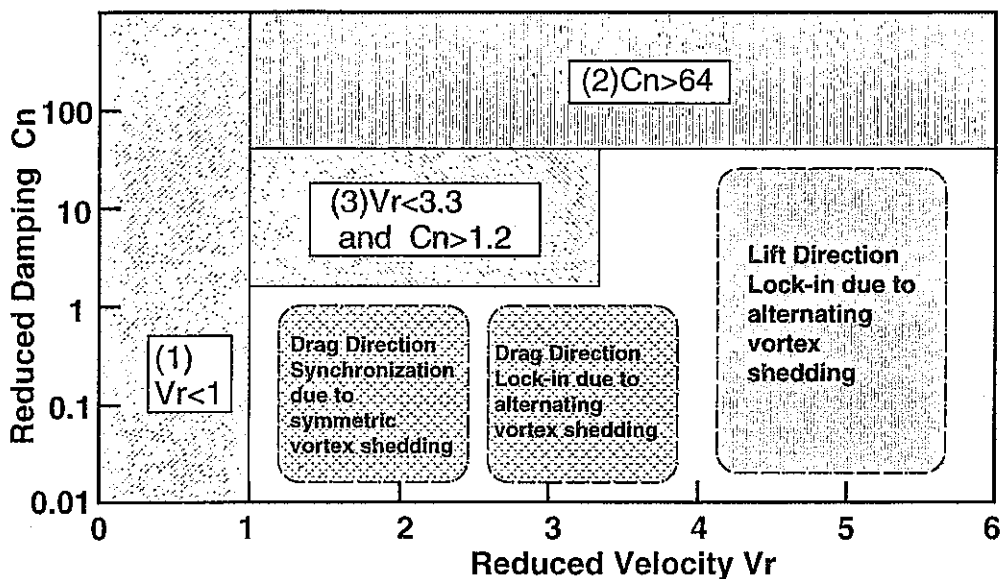 Reduced Damping Cn
100
10
1
0.1
0.01
(2)Cn>64
(3)Vr<3.3
and Cn>1.2
(1)
Vr<1
Drag Direction
Synchronization
due to
symmetric
vortex shedding
Drag Direction
Lock-in due to
alternating
vortex shedding
Lift Direction
Lock-in due to
alternating
vortex
shedding
0 1 2 3 4 5 6
Reduced Velocity Vr